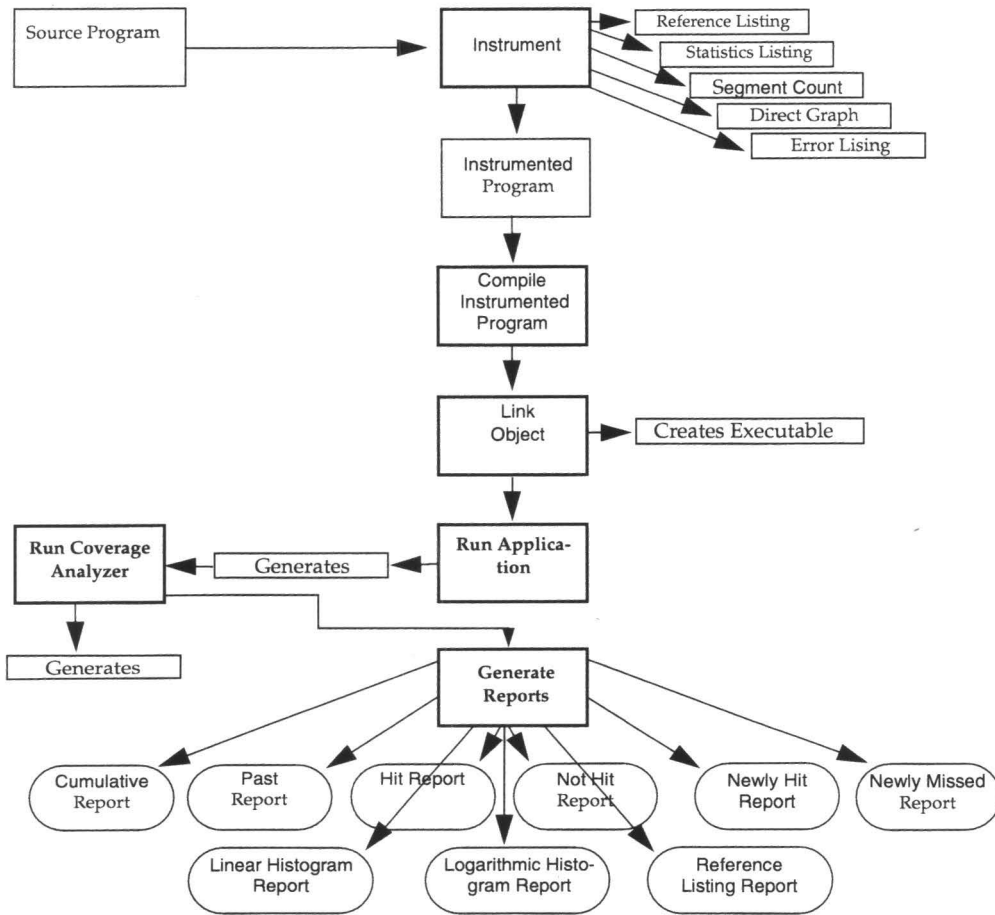 Source Program
Instrument
Reference Listing
Statistics Listing
Segment Count
Direct Graph
Error Lising
Instrumented
Program
Compile
Instrumented
Program
Link
Object
Creates Executable
Run Coverage
Analyzer
Generates
Run Applica-
tion
Generates
Generate
Reports
Cumulative
Report
Past
Report
Hit Report
Not Hit
Report
Newly Hit
Report
Newly Missed
Report
Linear Histogram
Report
Logarithmic Histo-
gram Report
Reference
Listing Report